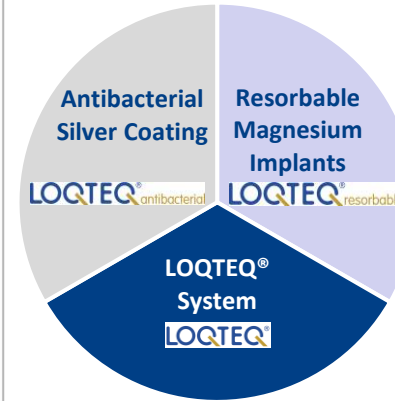 Antibacterial
Silver Coating
LOQTEQ® antibacterial
Resorbable
Magnesium
Implants
LOQTEQ® resorbable
LOQTEQ®
System
LOQTEQ®